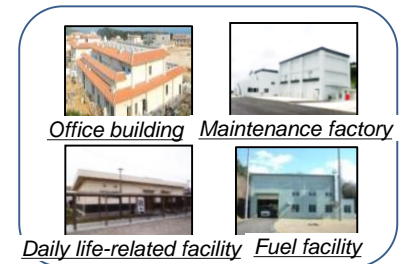 Office building
Maintenance factory
Daily life-related facility
Fuel facility